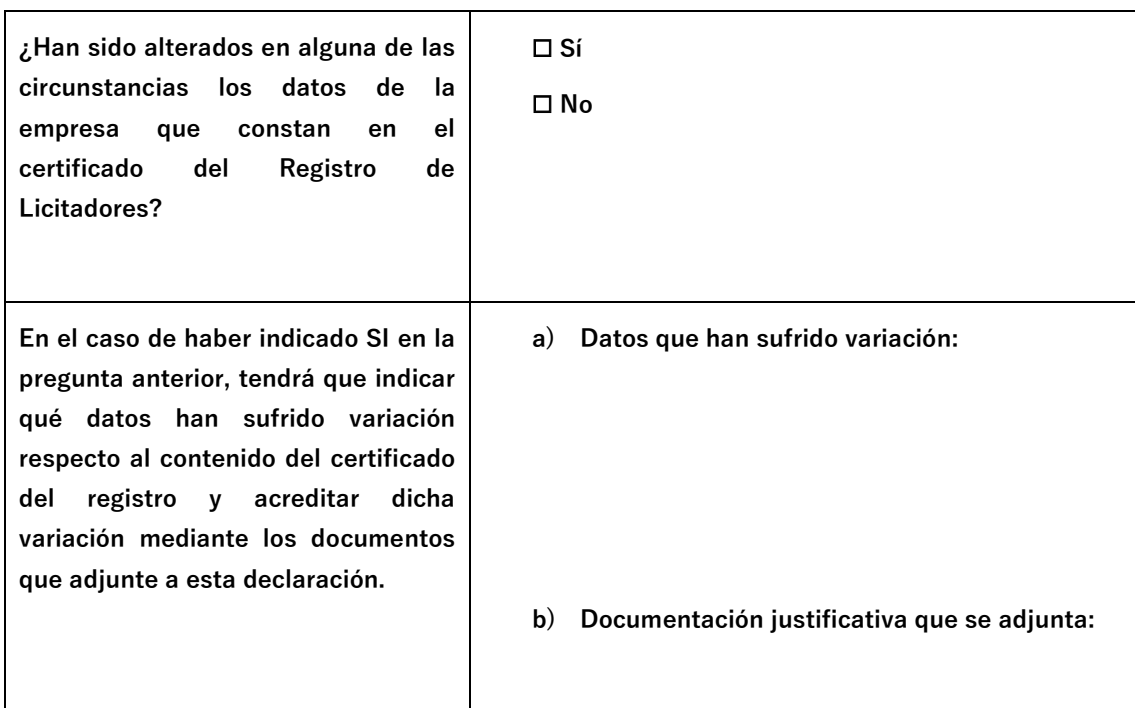 ¿Han sido alterados en alguna de las
circunstancias los datos de la
empresa que constan en el
certificado del Registro de
Licitadores?
☐ Sí
☐ No
En el caso de haber indicado SI en la
pregunta anterior, tendrá que indicar
qué datos han sufrido variación
respecto al contenido del certificado
del registro y acreditar dicha
variación mediante los documentos
que adjunte a esta declaración.
a) Datos que han sufrido variación:
b) Documentación justificativa que se adjunta: